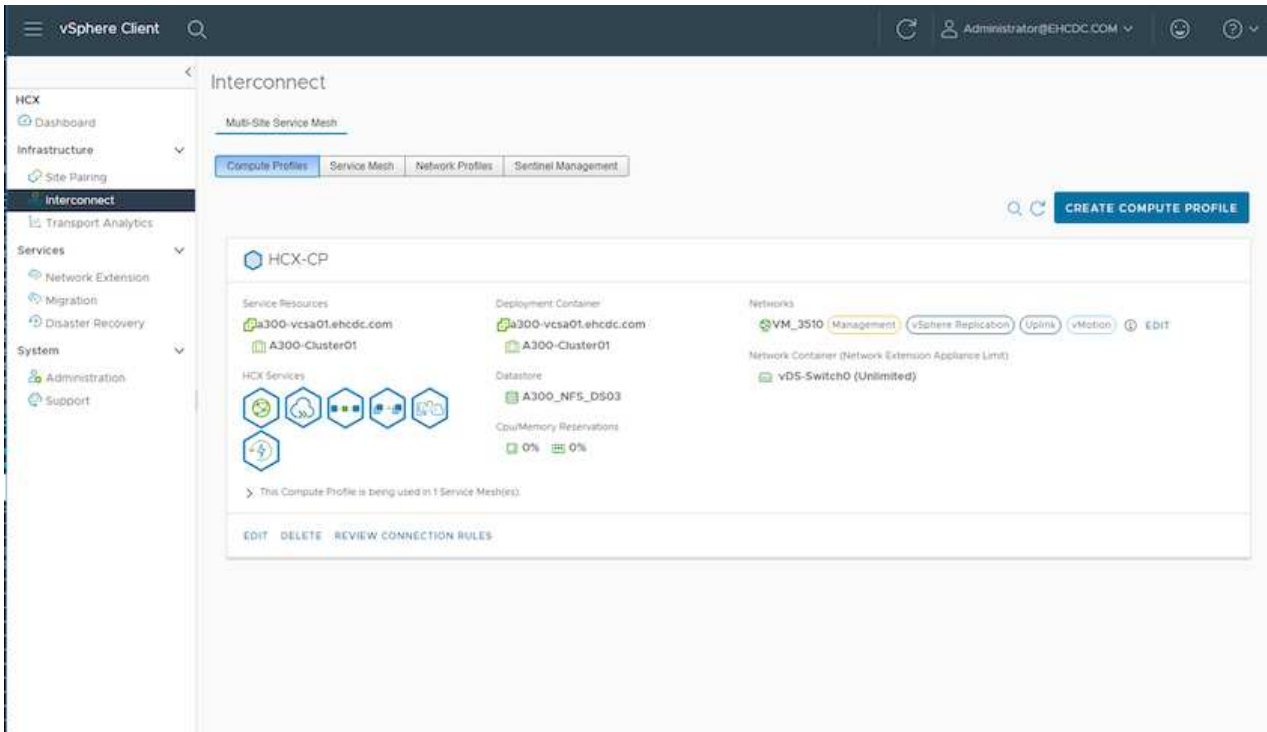 vSphere Client
Administrator@EHCDC.COM
HCX
Dashboard
Infrastructure
Site Pairing
Interconnect
Transport Analytics
Services
Network Extension
Migration
Disaster Recovery
System
Administration
Support
Interconnect
Multi-Site Service Mesh
Compute Profiles Service Mesh Network Profiles Sentinel Management
CREATE COMPUTE PROFILE
HCX-CP
Service Resources
a300-vcsa01.ehcdc.com
A300-Cluster01
HCX Services
Deployment Container
a300-vcsa01.ehcdc.com
A300-Cluster01
Datastore
A300_NFS_DS03
Cpu/Memory Reservations
0% 0%
Networks
VM_3510 Management vSphere Replication Uplink vMotion EDIT
Network Container (Network Extension Appliance Limit)
vDS-Switch0 (Unlimited)
This Compute Profile is being used in 1 Service Mesh(es).
EDIT DELETE REVIEW CONNECTION RULES